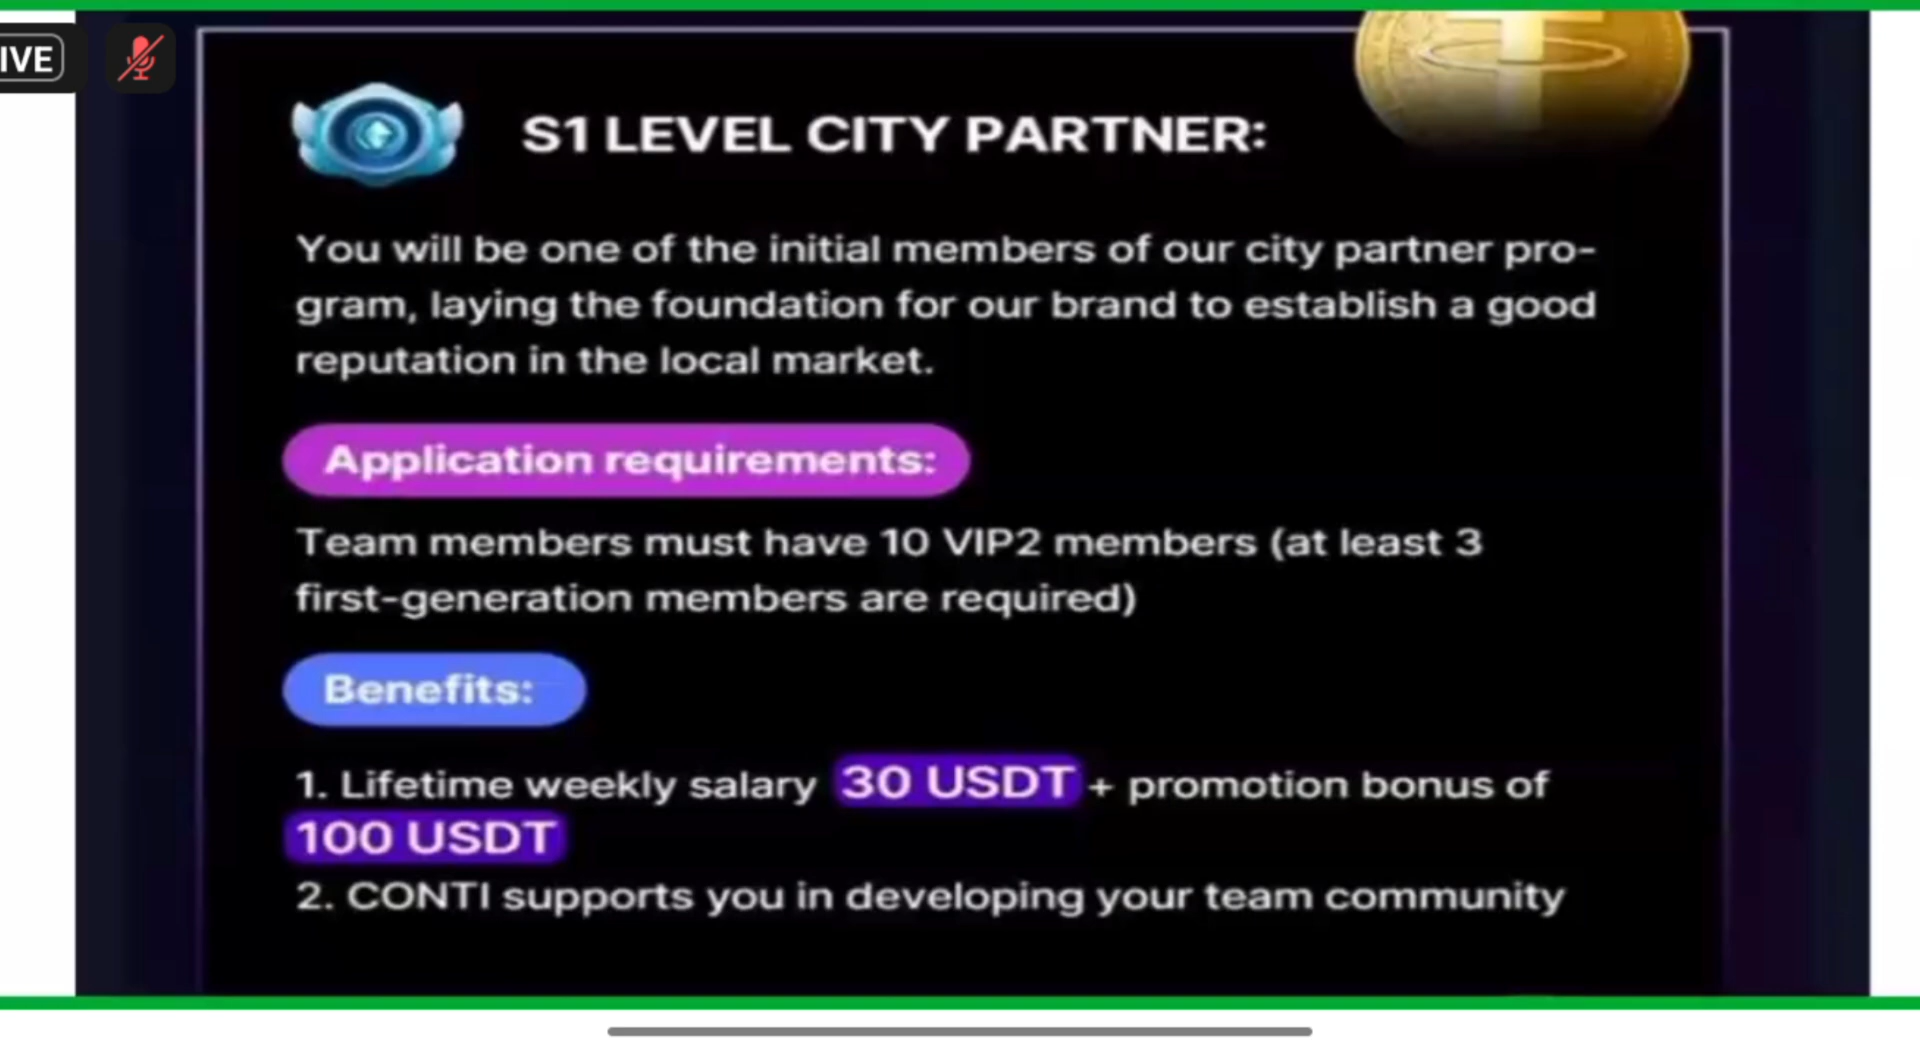 IVE
S1 LEVEL CITY PARTNER:
You will be one of the initial members of our city partner pro-
gram, laying the foundation for our brand to establish a good
reputation in the local market.
Application requirements:
Team members must have 10 VIP2 members (at least 3
first-generation members are required)
Benefits:
1. Lifetime weekly salary 30 USDT + promotion bonus of
100 USDT
2. CONTI supports you in developing your team community